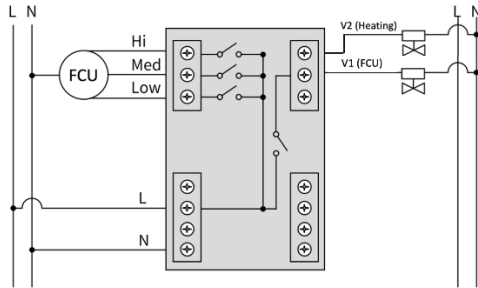 L N
L N
V2 (Heating)
Hi
V1 (FCU)
Med
FCU
Low
L
N